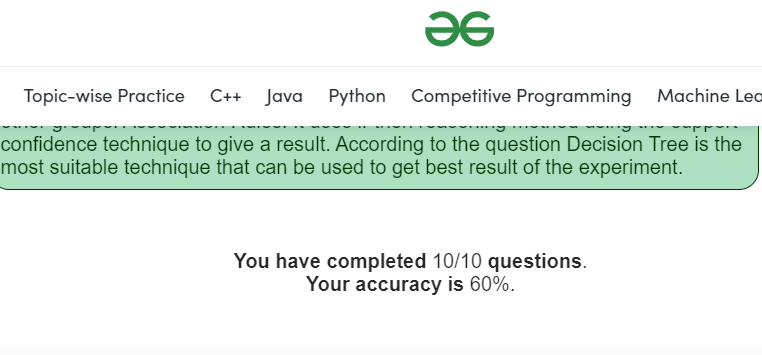 Topic-wise Practice C++ Java Python Competitive Programming Machine Lea
confidence technique to give a result. According to the question Decision Tree is the
most suitable technique that can be used to get best result of the experiment.
You have completed 10/10 questions.
Your accuracy is 60%.